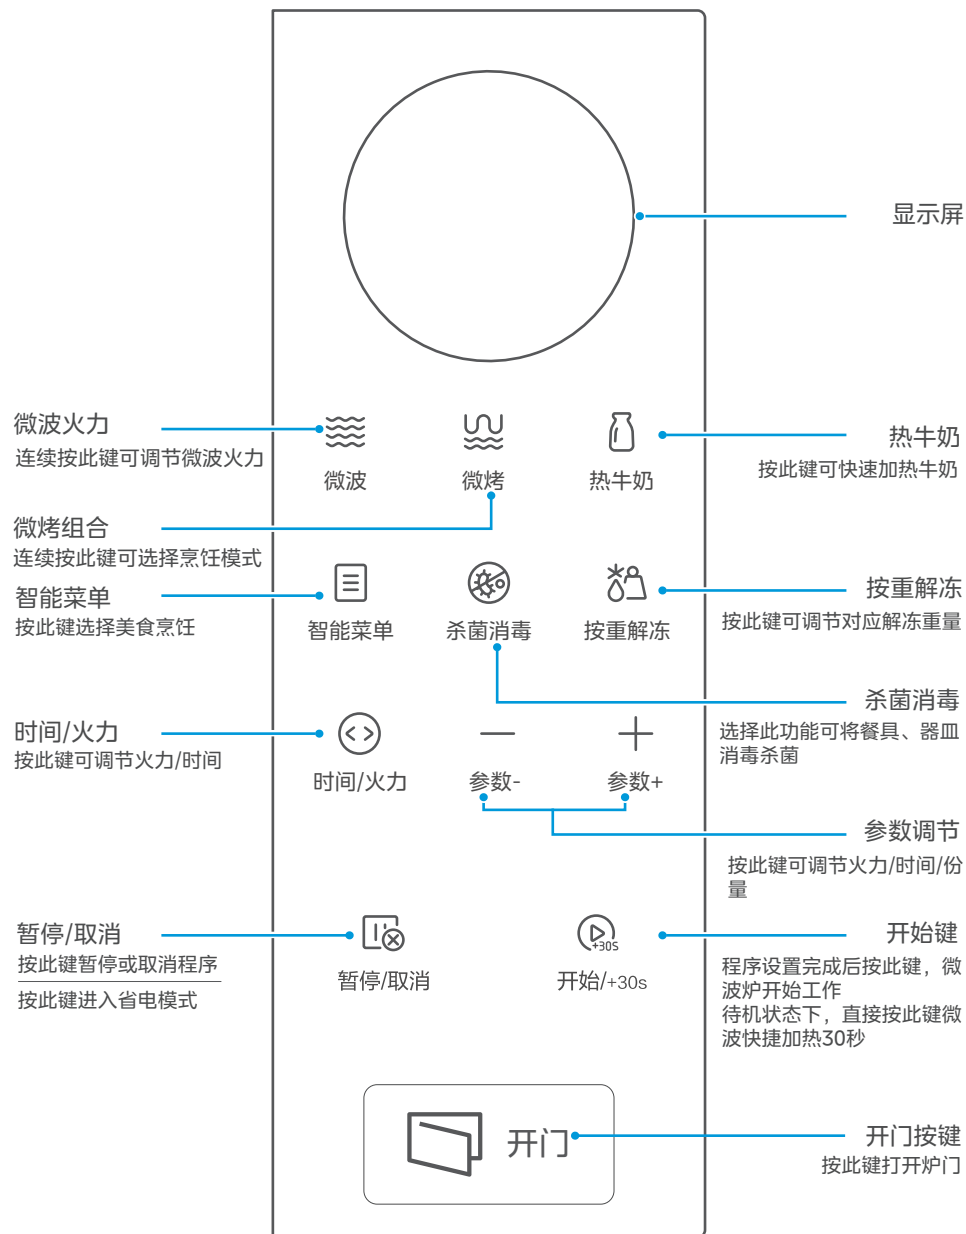 显示屏
微波火力
连续按此键可调节微波火力
微波
微烤
热牛奶
热牛奶
按此键可快速加热牛奶
微烤组合
连续按此键可选择烹饪模式
智能菜单
按此键选择美食烹饪
智能菜单
杀菌消毒
按重解冻
按重解冻
按此键可调节对应解冻重量
杀菌消毒
选择此功能可将餐具、器皿
消毒杀菌
时间/火力
按此键可调节火力/时间
时间/火力
参数-
参数+
参数调节
按此键可调节火力/时间/份
量
暂停/取消
按此键暂停或取消程序
按此键进入省电模式
+30S
暂停/取消
开始/+30s
开始键
程序设置完成后按此键，微
波炉开始工作
待机状态下，直接按此键微
波快捷加热30秒
开门
开门按键
按此键打开炉门